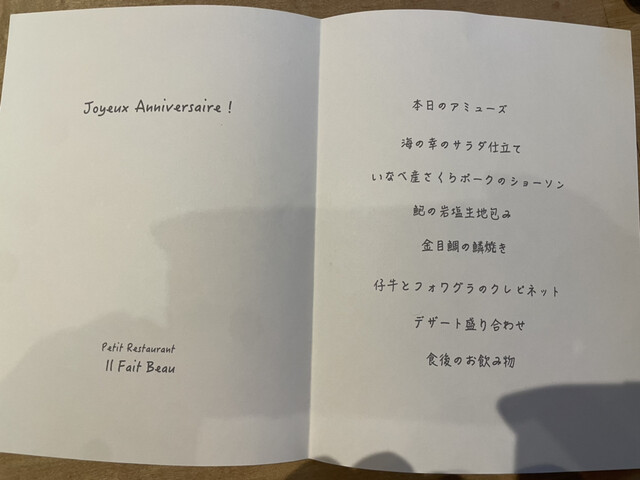 Joyeux Anniversaire !
Petit Restaurant
Il Fait Beau
本日のアミューズ
海の幸のサラダ仕立て
いなべ産さくらポークのショーソン
鮑の岩塩生地包み
金目鯛の鱗焼き
仔牛とフォワグラのクレピネット
デザート盛り合わせ
食後のお飲み物